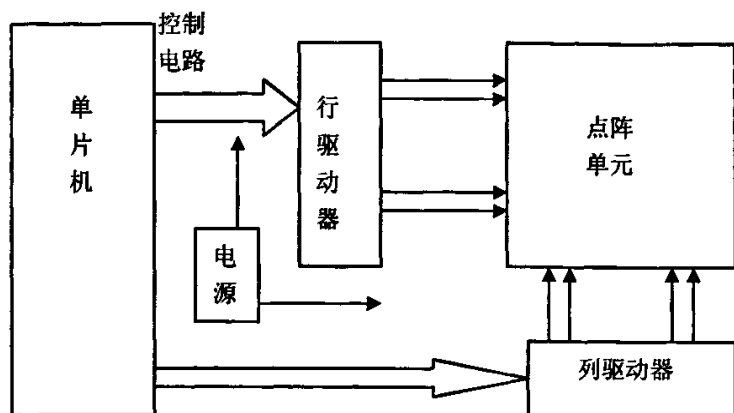 控制
电路
单
片
机
行
驱
动
器
点阵
单元
电
源
列驱动器